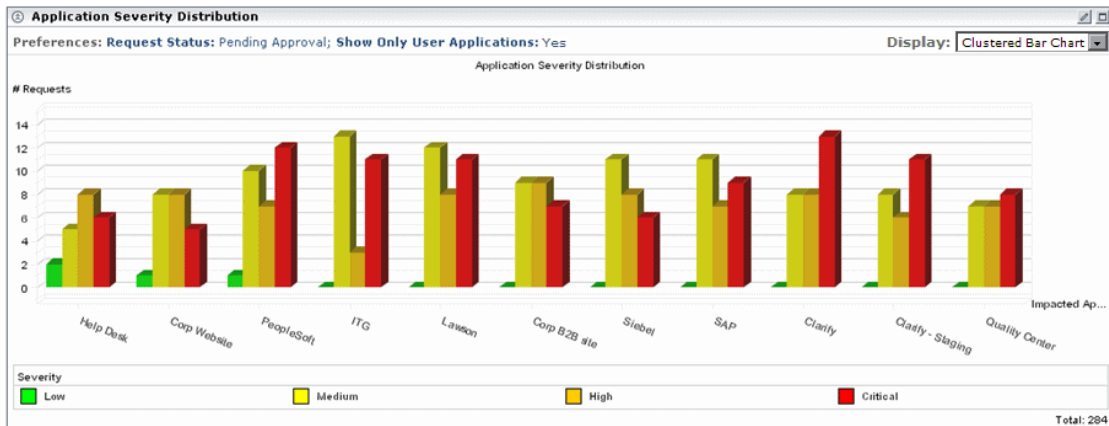 Application Severity Distribution
Preferences: Request Status: Pending Approval; Show Only User Applications: Yes
Display: Clustered Bar Chart
Application Severity Distribution
# Requests
14
12
10
8
6
4
2
0
Impacted Ap...
Help Desk
Corp Website
PeopleSoft
ITG
Lawson
Corp B2B site
Siebel
SAP
Clarify
Clarify - Staging
Quality Center
Severity
Low Medium High Critical
Total: 284